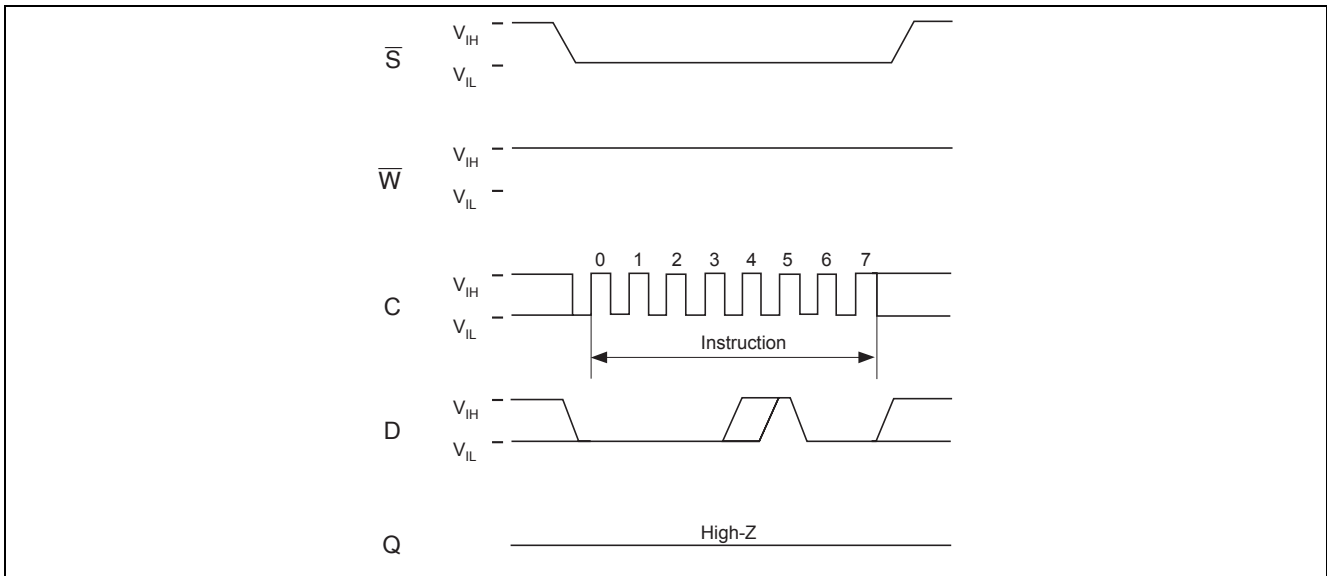 V_IH
S̅
V_IL
V_IH
W̅
V_IL
0 1 2 3 4 5 6 7
V_IH
C
V_IL
Instruction
V_IH
D
V_IL
High-Z
Q